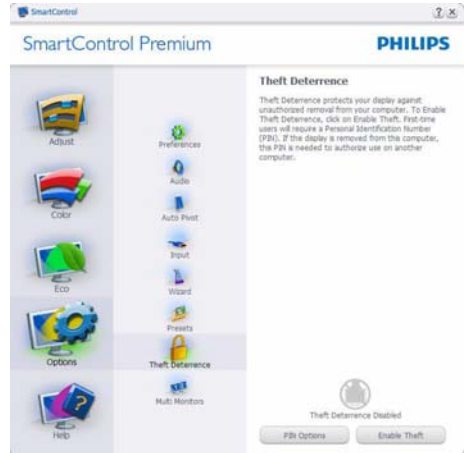 SmartControl
SmartControl Premium
PHILIPS
Adjust
Color
Eco
Options
Help
Preferences
Audio
Auto Pivot
Input
Wizard
Presets
Theft Deterrence
Multi Monitors
Theft Deterrence
Theft Deterrence protects your display against
unauthorized removal from your computer. To Enable
Theft Deterrence, click on Enable Theft. First-time
users will require a Personal Identification Number
(PIN). If the display is removed from this computer,
this PIN is needed to authorize use on another
computer.
Theft Deterrence Disabled
PIN Options
Enable Theft